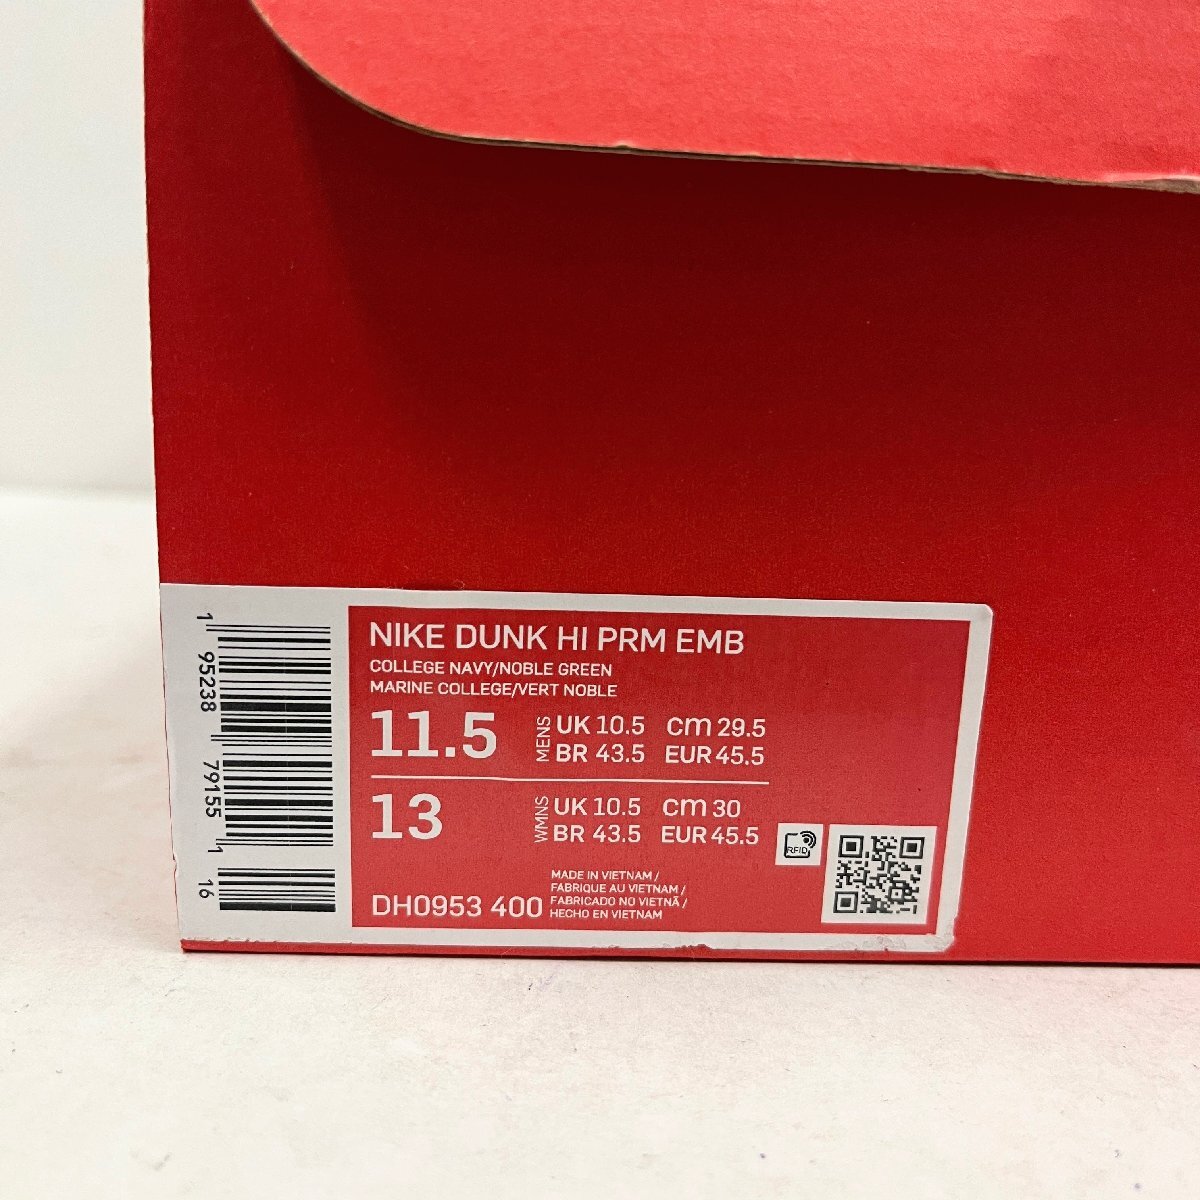 NIKE DUNK HI PRM EMB
COLLEGE NAVY/NOBLE GREEN
MARINE COLLEGE/VERT NOBLE
11.5 MENS UK 10.5 cm 29.5
BR 43.5 EUR 45.5
13 WMNS UK 10.5 cm 30
BR 43.5 EUR 45.5
MADE IN VIETNAM /
FABRIQUE AU VIETNAM /
FABRICADO NO VIETNÃ /
HECHO EN VIETNAM
DH0953 400
RFID
1 95238 79155 1 16